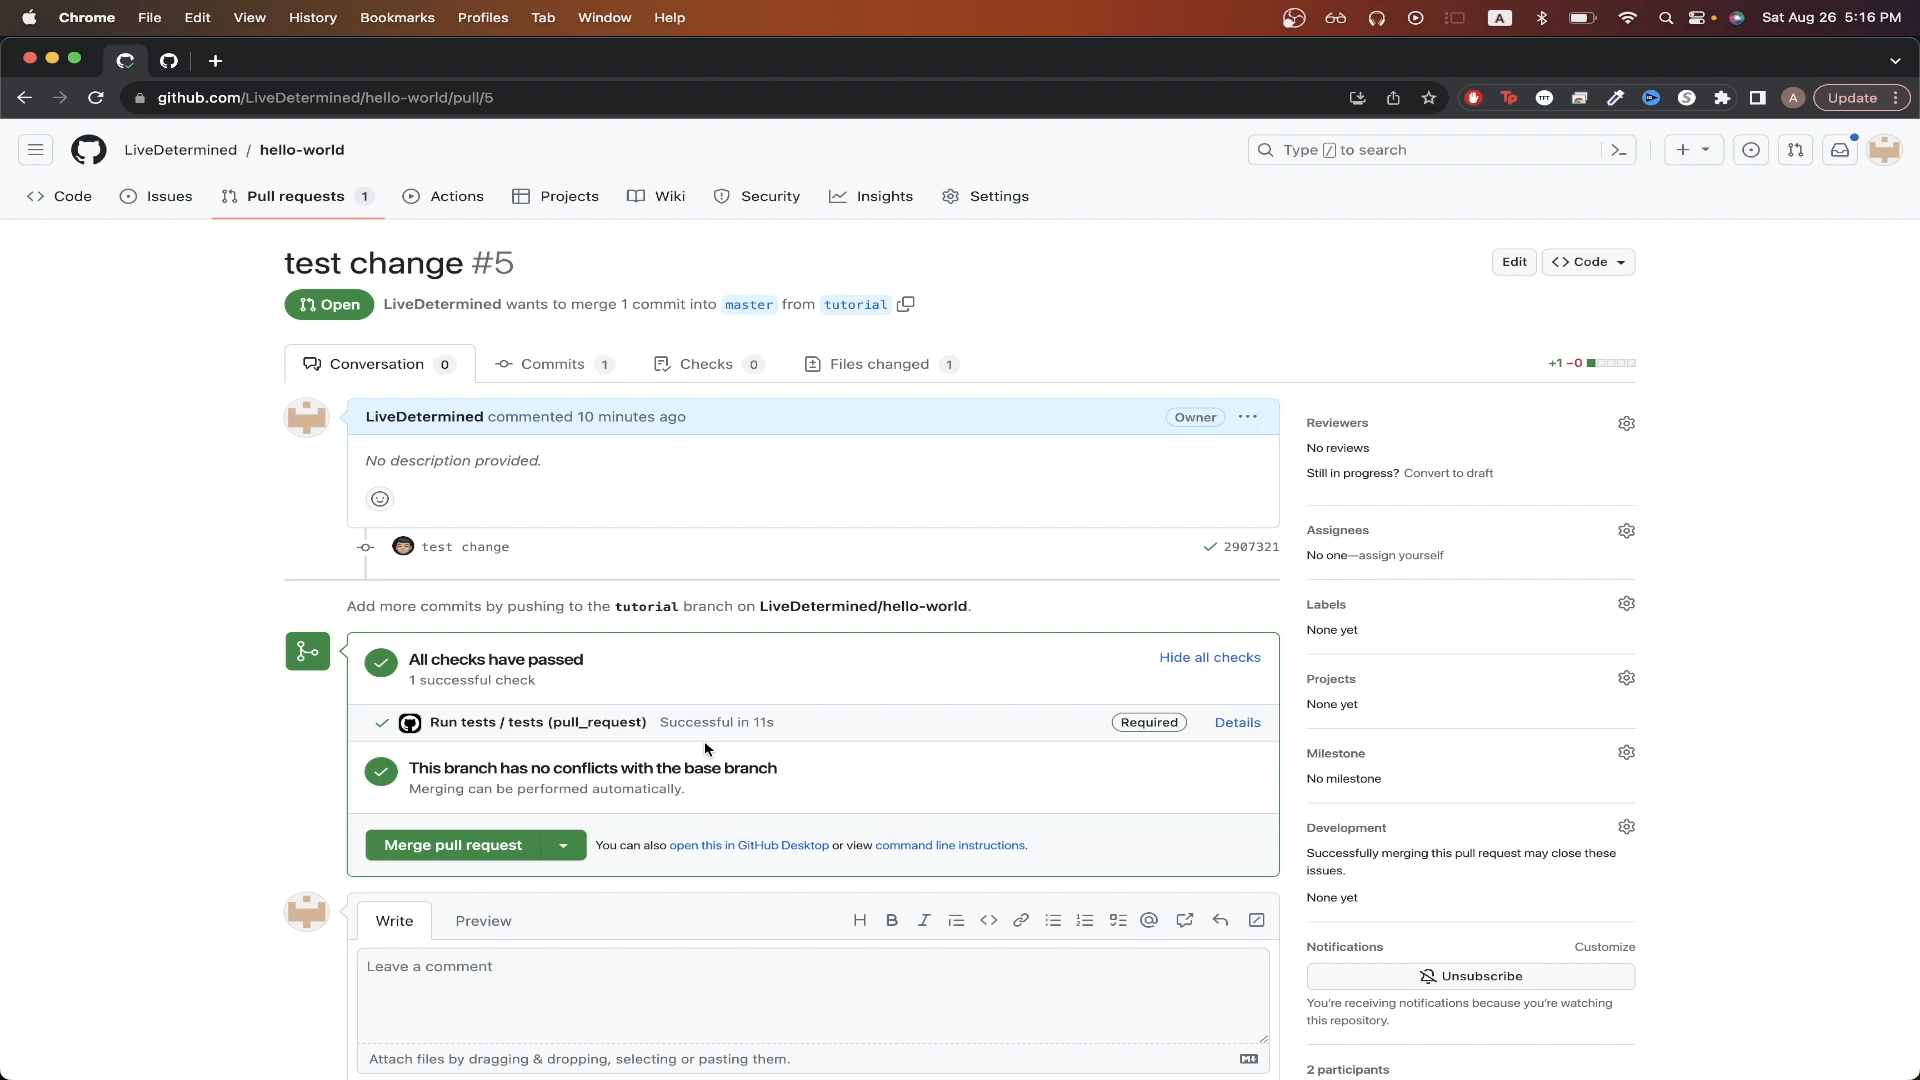 Chrome File Edit View History Bookmarks Profiles Tab Window Help A Sat Aug 26 5:16 PM
github.com/LiveDetermined/hello-world/pull/5 Tp TFT S A Update
LiveDetermined / hello-world Type / to search
Code Issues Pull requests 1 Actions Projects Wiki Security Insights Settings
test change #5 Edit Code
Open LiveDetermined wants to merge 1 commit into master from tutorial
Conversation 0 Commits 1 Checks 0 Files changed 1 +1 −0
LiveDetermined commented 10 minutes ago Owner
No description provided.
test change 2907321
Add more commits by pushing to the tutorial branch on LiveDetermined/hello-world.
All checks have passed Hide all checks
1 successful check
Run tests / tests (pull_request) Successful in 11s Required Details
This branch has no conflicts with the base branch
Merging can be performed automatically.
Merge pull request You can also open this in GitHub Desktop or view command line instructions.
Write Preview H B I
Leave a comment
Attach files by dragging & dropping, selecting or pasting them.
Reviewers
No reviews
Still in progress? Convert to draft
Assignees
No one—assign yourself
Labels
None yet
Projects
None yet
Milestone
No milestone
Development
Successfully merging this pull request may close these
issues.
None yet
Notifications Customize
Unsubscribe
You're receiving notifications because you're watching
this repository.
2 participants